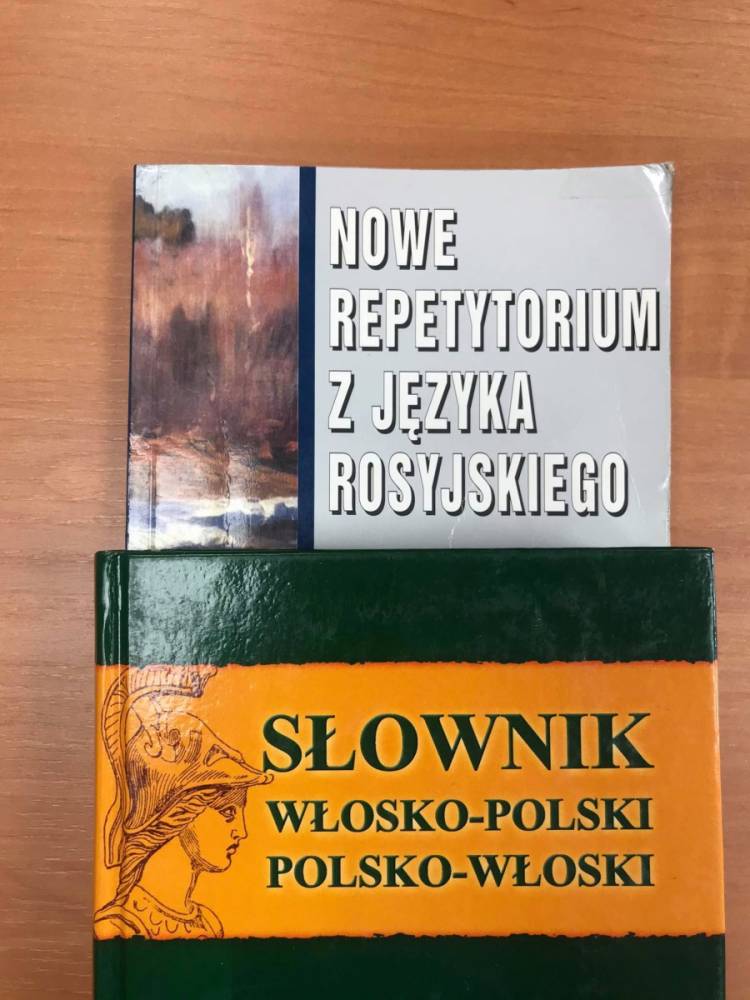 NOWE
REPETYTORIUM
Z JĘZYKA
ROSYJSKIEGO
SŁOWNIK
WŁOSKO-POLSKI
POLSKO-WŁOSKI